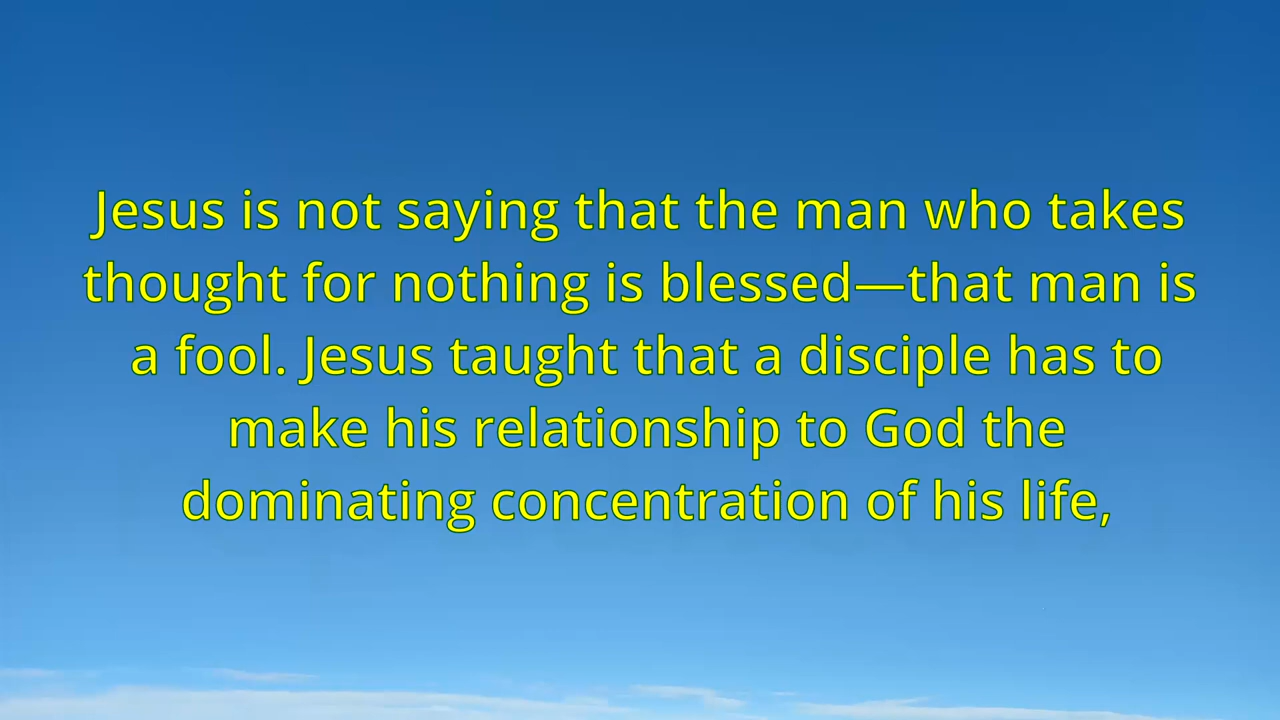 Jesus is not saying that the man who takes
thought for nothing is blessed—that man is
a fool. Jesus taught that a disciple has to
make his relationship to God the
dominating concentration of his life,